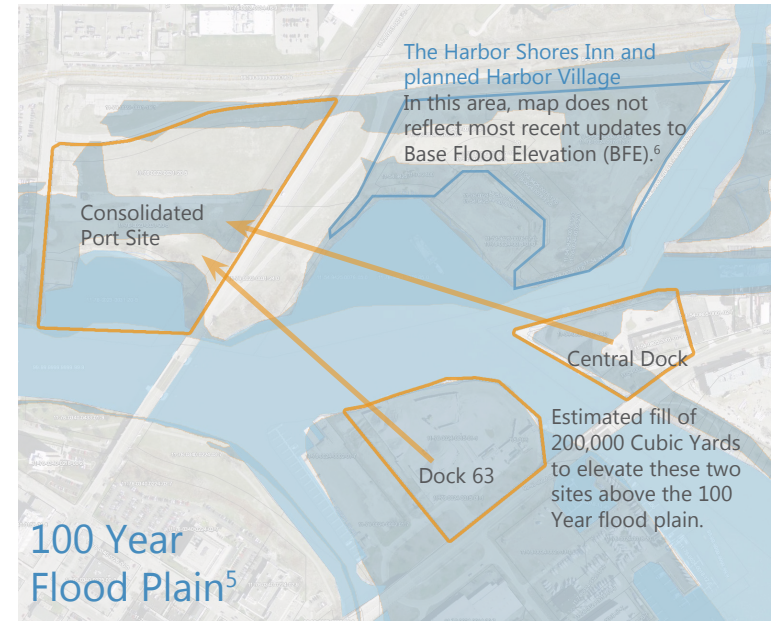 The Harbor Shores Inn and
planned Harbor Village
In this area, map does not
reflect most recent updates to
Base Flood Elevation (BFE).6
Consolidated
Port Site
Central Dock
Estimated fill of
200,000 Cubic Yards
to elevate these two
sites above the 100
Year flood plain.
Dock 63
100 Year
Flood Plain5